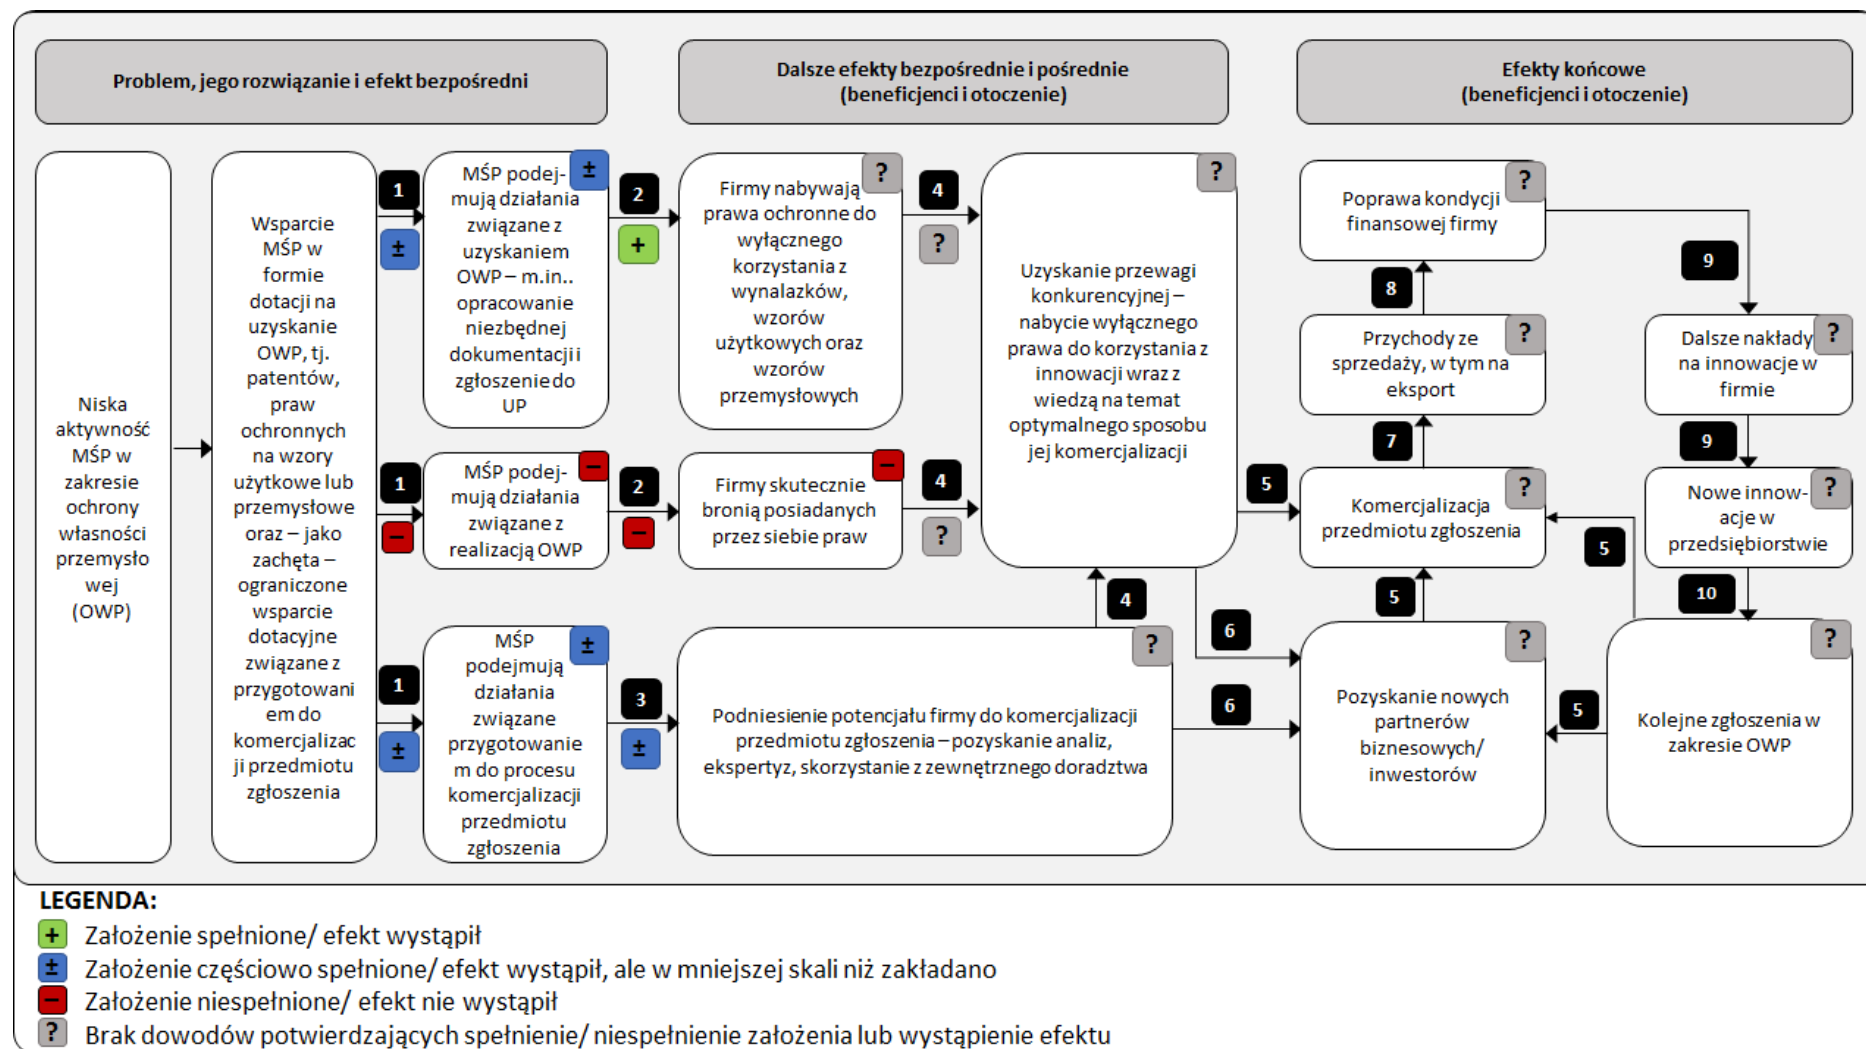 Problem, jego rozwiązanie i efekt bezpośredni
Dalsze efekty bezpośrednie i pośrednie
(beneficjenci i otoczenie)
Efekty końcowe
(beneficjenci i otoczenie)
Niska
aktywność
MŚP w
zakresie
ochrony
własności
przemysło
wej
(OWP)
Wsparcie
MŚP w
formie
dotacji na
uzyskanie
OWP, tj.
patentów,
praw
ochronnych
na wzory
użytkowe lub
przemysłowe
oraz – jako
zachęta –
ograniczone
wsparcie
dotacyjne
związane z
przygotowani
em do
komercjalizac
ji przedmiotu
zgłoszenia
1
±
1
−
1
±
MŚP podej-
mują działania
związane z
uzyskaniem
OWP – m.in..
opracowanie
niezbędnej
dokumentacji i
zgłoszenie do
UP
±
MŚP podej-
mują działania
związane z
realizacją OWP
−
MŚP
podejmują
działania
związane
przygotowanie
m do procesu
komercjalizacji
przedmiotu
zgłoszenia
±
2
+
2
−
3
±
Firmy nabywają
prawa ochronne do
wyłącznego
korzystania z
wynalazków,
wzorów
użytkowych oraz
wzorów
przemysłowych
?
Firmy skutecznie
bronią posiadanych
przez siebie praw
−
Podniesienie potencjału firmy do komercjalizacji
przedmiotu zgłoszenia – pozyskanie analiz,
ekspertyz, skorzystanie z zewnętrznego doradztwa
?
4
?
4
?
4
Uzyskanie przewagi
konkurencyjnej –
nabycie wyłącznego
prawa do korzystania z
innowacji wraz z
wiedzą na temat
optymalnego sposobu
jej komercjalizacji
?
5
6
6
Poprawa kondycji
finansowej firmy
?
8
Przychody ze
sprzedaży, w tym na
eksport
?
7
Komercjalizacja
przedmiotu zgłoszenia
?
5
Pozyskanie nowych
partnerów
biznesowych/
inwestorów
?
9
Dalsze nakłady
na innowacje w
firmie
?
9
Nowe innow-
acje w
przedsiębiorstwie
?
5
10
5
Kolejne zgłoszenia w
zakresie OWP
?
LEGENDA:
+ Założenie spełnione/ efekt wystąpił
± Założenie częściowo spełnione/ efekt wystąpił, ale w mniejszej skali niż zakładano
− Założenie niespełnione/ efekt nie wystąpił
? Brak dowodów potwierdzających spełnienie/ niespełnienie założenia lub wystąpienie efektu